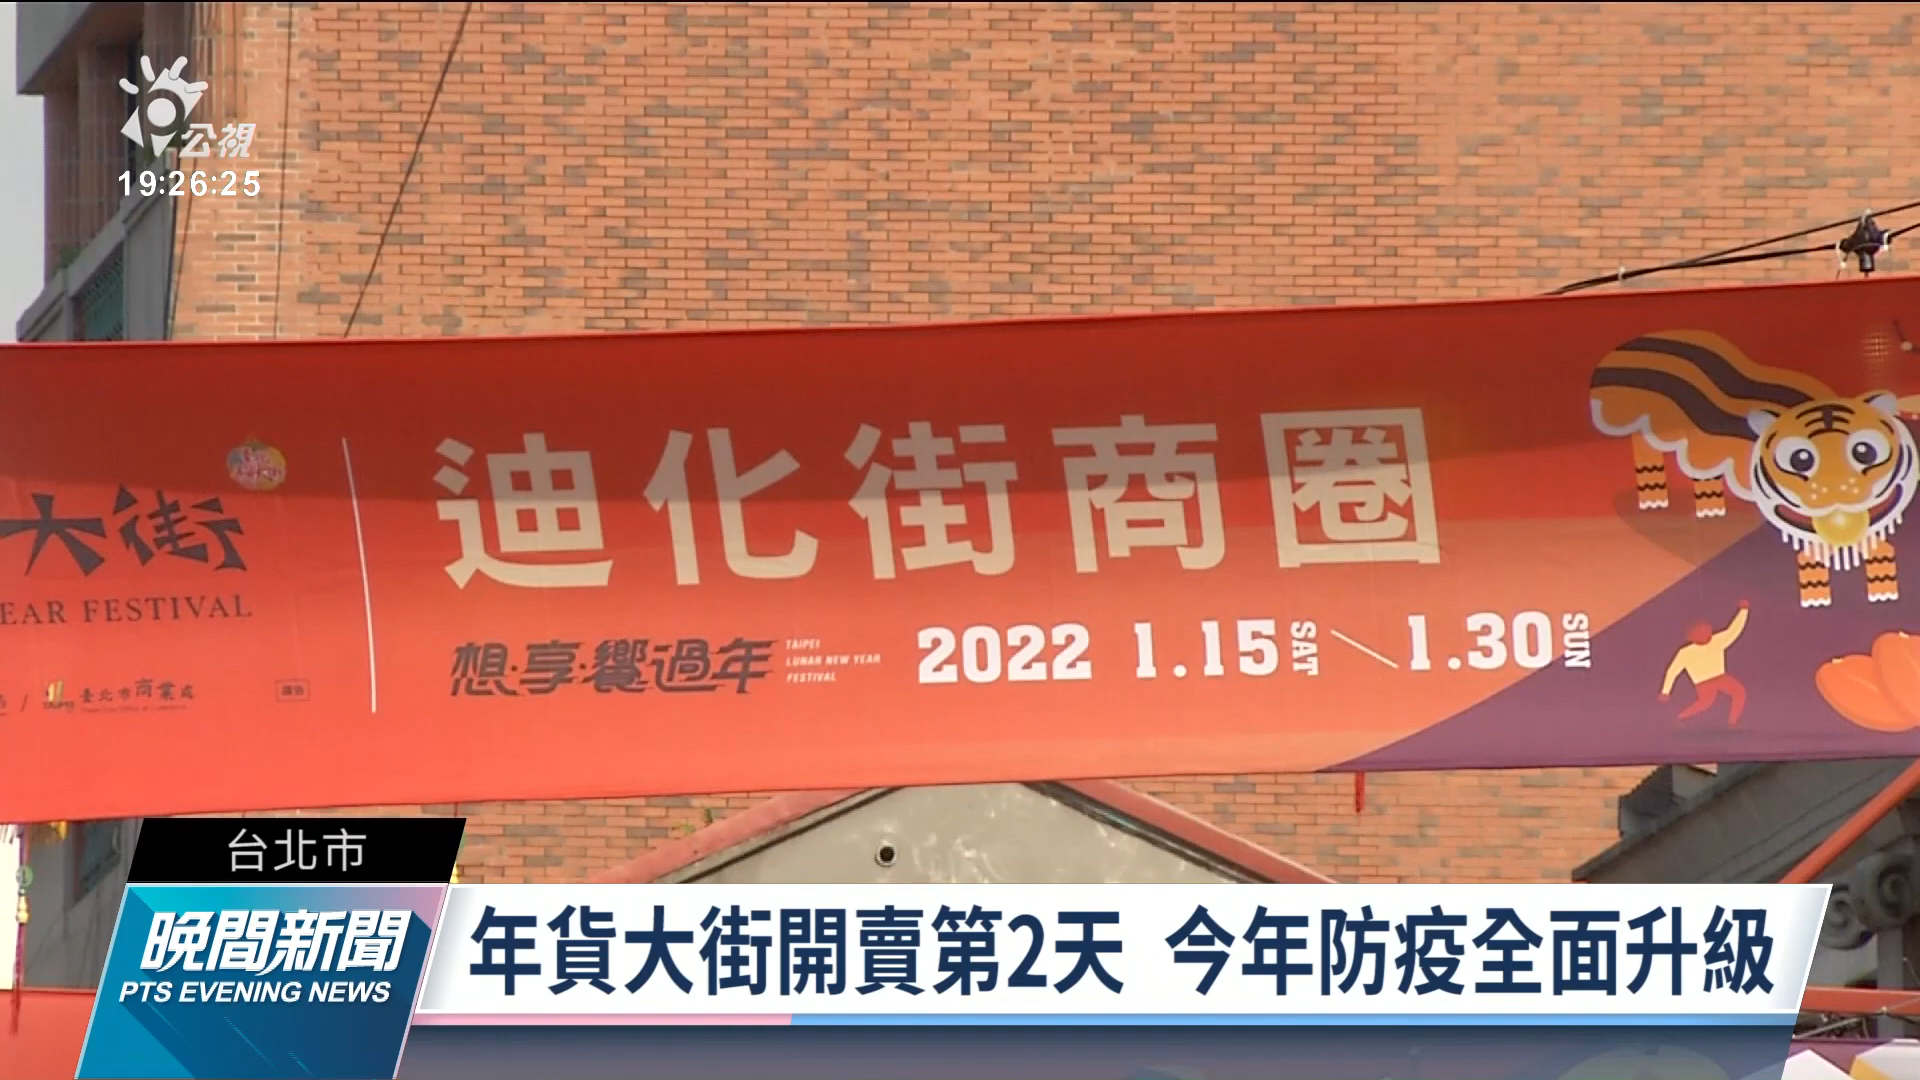 公視
19:26:25
大街
EAR FESTIVAL
臺北市商業處
廣告
迪化街商圈
想·享·饗過年
TAIPEI
LUNAR NEW YEAR
FESTIVAL
2022 1.15 SAT 1.30 SUN
台北市
晚間新聞
PTS EVENING NEWS
年貨大街開賣第2天 今年防疫全面升級